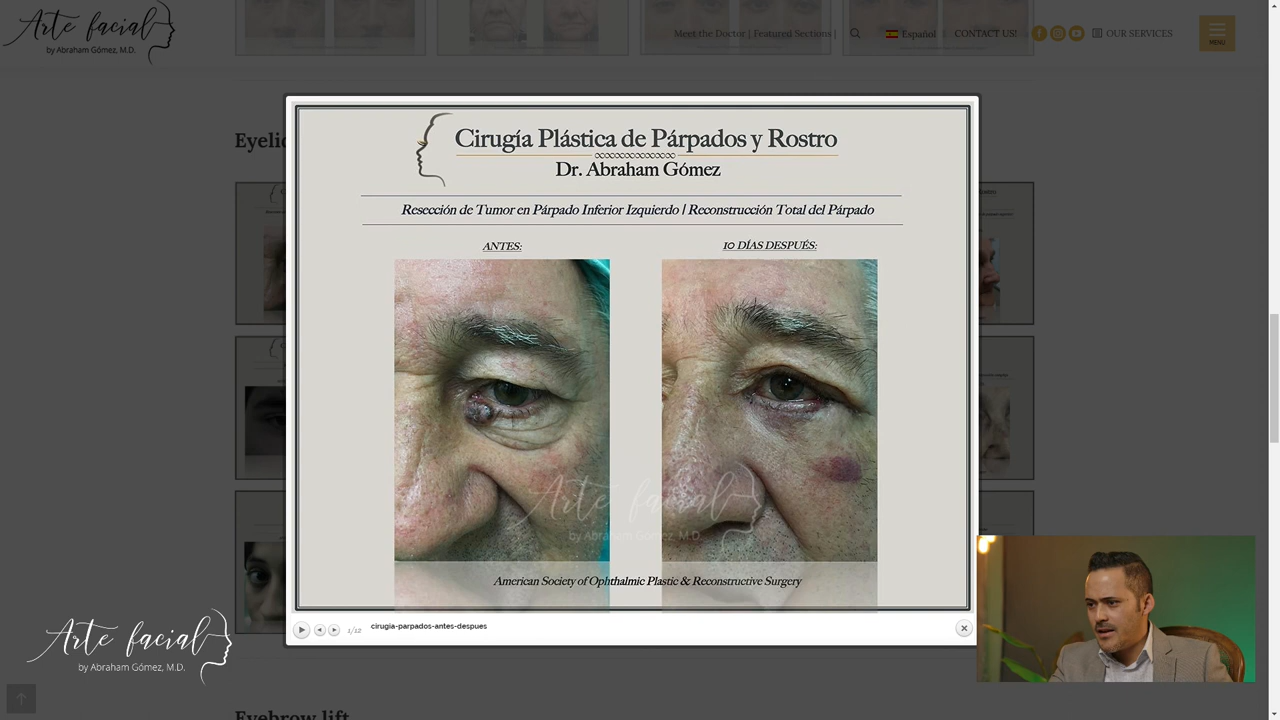 Arte facial
by Abraham Gómez, M.D.
Meet the Doctor | Featured Sections |
Español
CONTACT US!
OUR SERVICES
MENU
Cirugía Plástica de Párpados y Rostro
Dr. Abraham Gómez
Resección de Tumor en Párpado Inferior Izquierdo | Reconstrucción Total del Párpado
ANTES:
10 DÍAS DESPUÉS:
Arte facial
by Abraham Gómez, M.D.
American Society of Ophthalmic Plastic & Reconstructive Surgery
1/12
cirugia-parpados-antes-despues
Arte facial
by Abraham Gómez, M.D.
Eyebrow lift